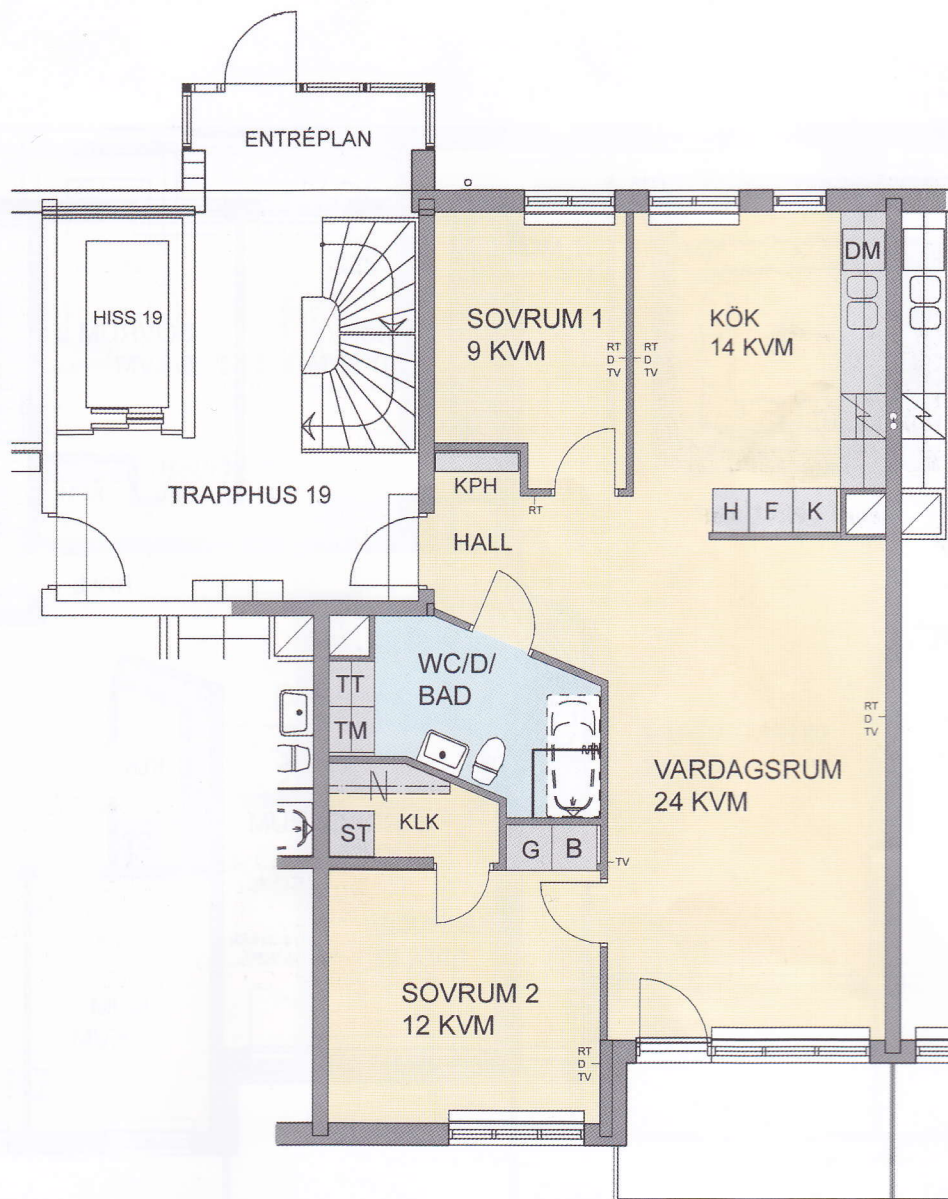 ENTRÉPLAN
HISS 19
SOVRUM 1
9 KVM
RT
D
TV
RT
D
TV
KÖK
14 KVM
DM
TRAPPHUS 19
KPH
RT
HALL
H F K
WC/D/
BAD
TT
TM
RT
D
TV
VARDAGSRUM
24 KVM
KLK
ST
G B
TV
SOVRUM 2
12 KVM
RT
D
TV